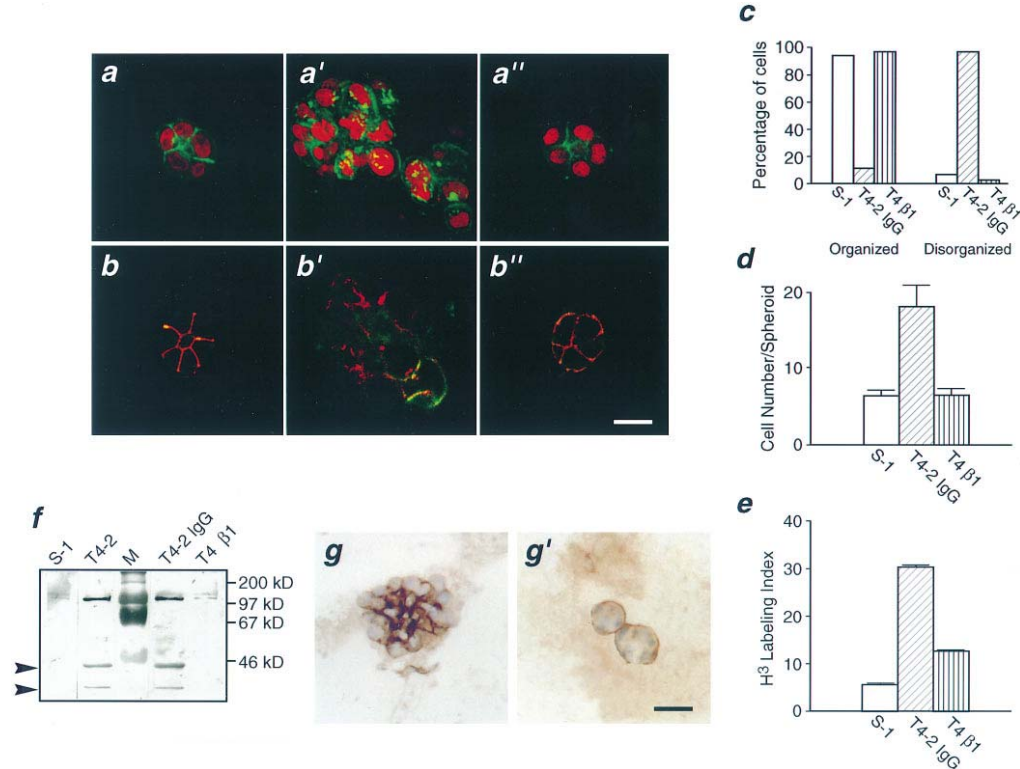 a
a'
a"
b
b'
b"
c
Percentage of cells
100
80
60
40
20
0
S-1
T4-2 IgG
T4 β1
S-1
T4-2 IgG
T4 β1
Organized
Disorganized
d
Cell Number/Spheroid
20
10
0
S-1
T4-2 IgG
T4 β1
e
H³ Labeling Index
40
30
20
10
0
S-1
T4-2 IgG
T4 β1
f
S-1
T4-2
M
T4-2 IgG
T4 β1
200 kD
97 kD
67 kD
46 kD
g
g'